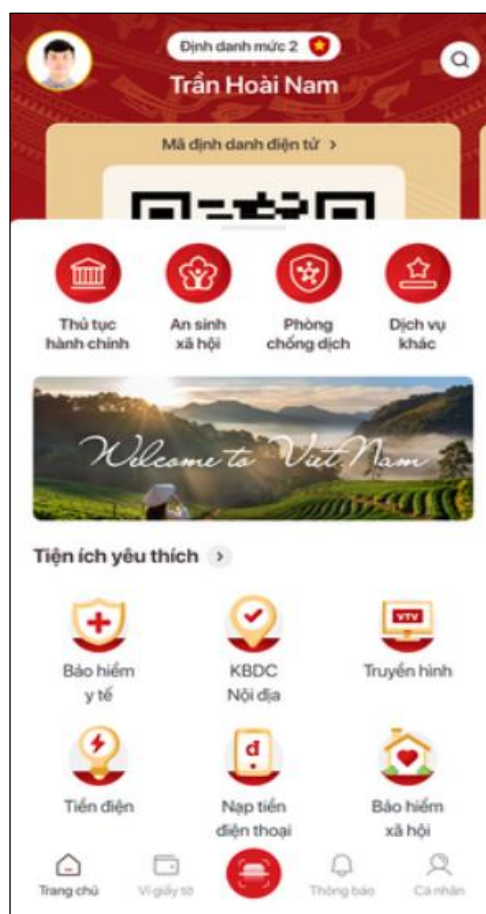 Định danh mức 2
Trần Hoài Nam
Mã định danh điện tử >
Thủ tục hành chính
An sinh xã hội
Phòng chống dịch
Dịch vụ khác
Welcome to Việt Nam
Tiện ích yêu thích >
Bảo hiểm y tế
KBDC Nội địa
VTV
Truyền hình
Tiền điện
đ
Nạp tiền điện thoại
Bảo hiểm xã hội
Trang chủ
Ví giấy tờ
Thông báo
Cá nhân